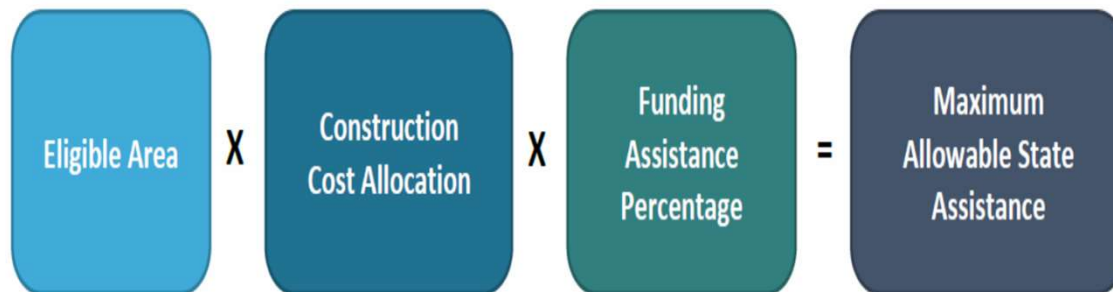 Eligible Area
X
Construction
Cost Allocation
X
Funding
Assistance
Percentage
=
Maximum
Allowable State
Assistance